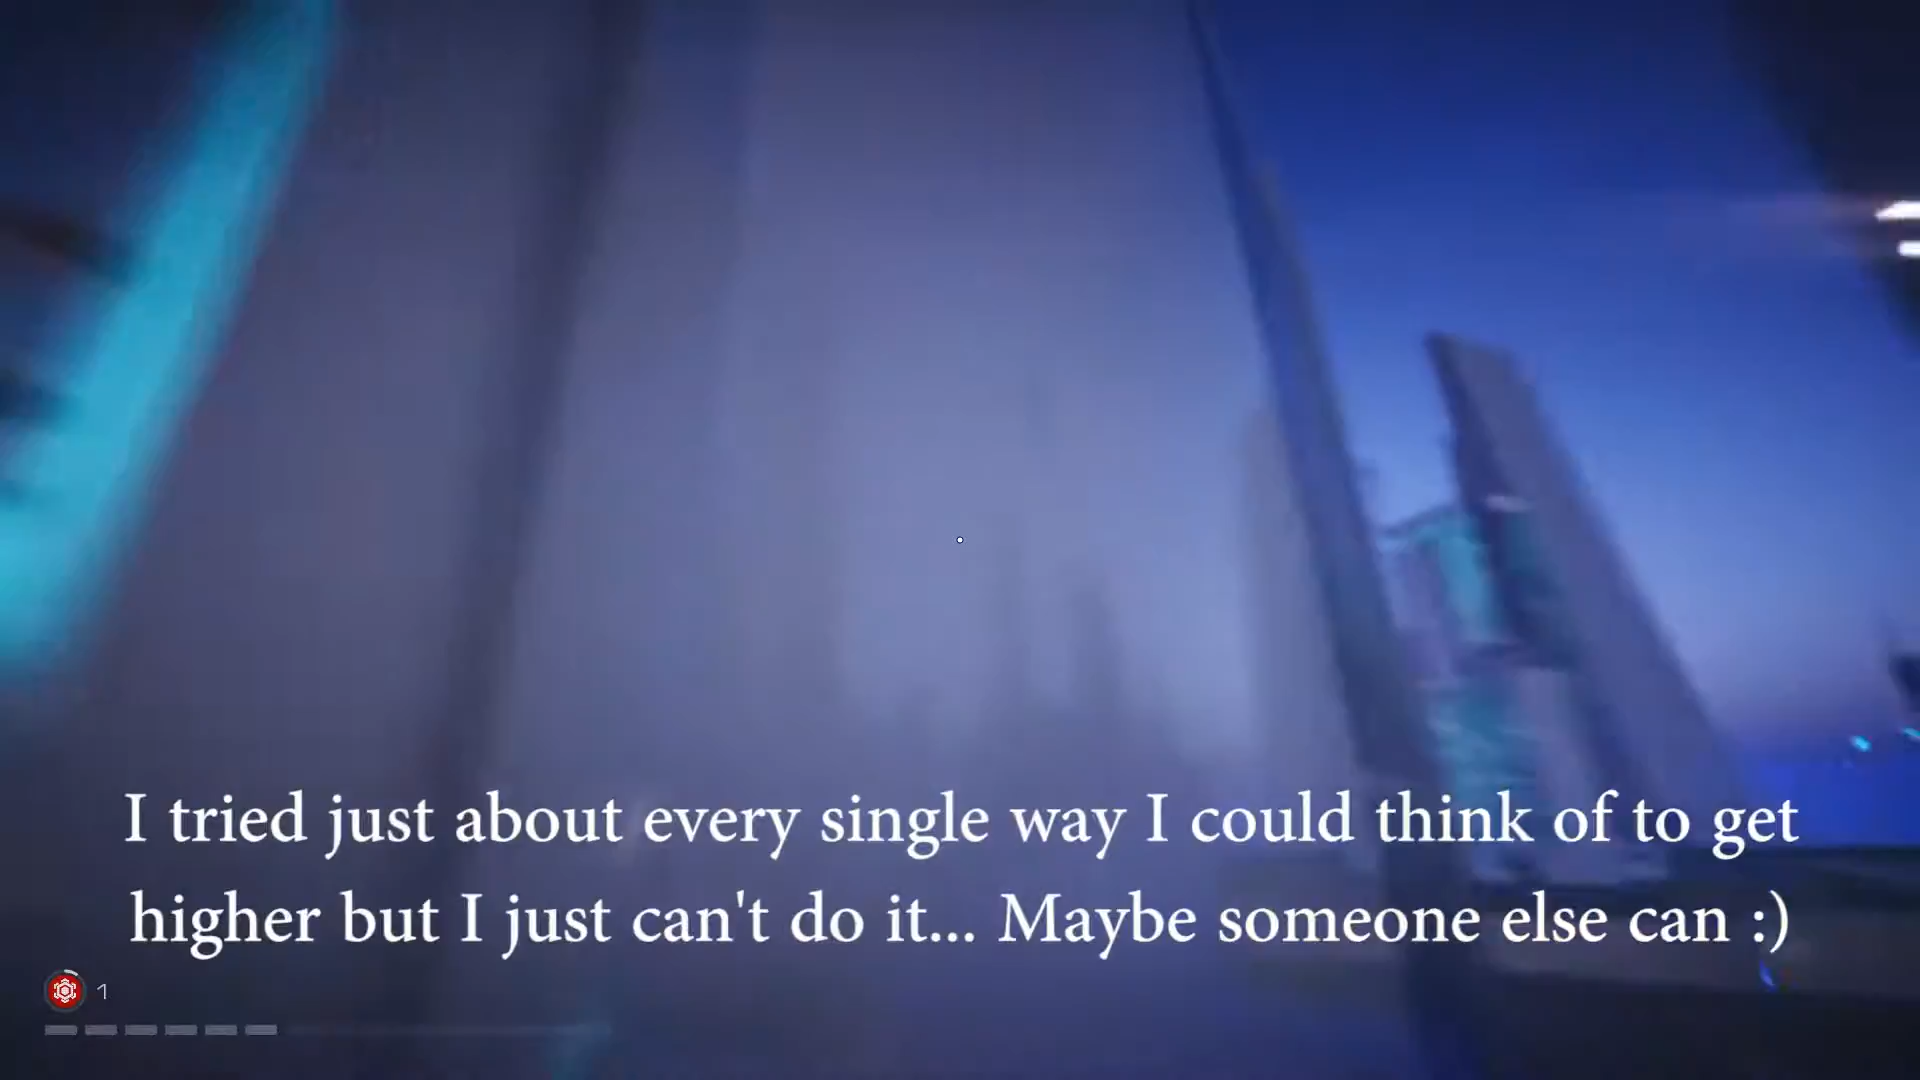 I tried just about every single way I could think of to get
higher but I just can't do it... Maybe someone else can :)
1